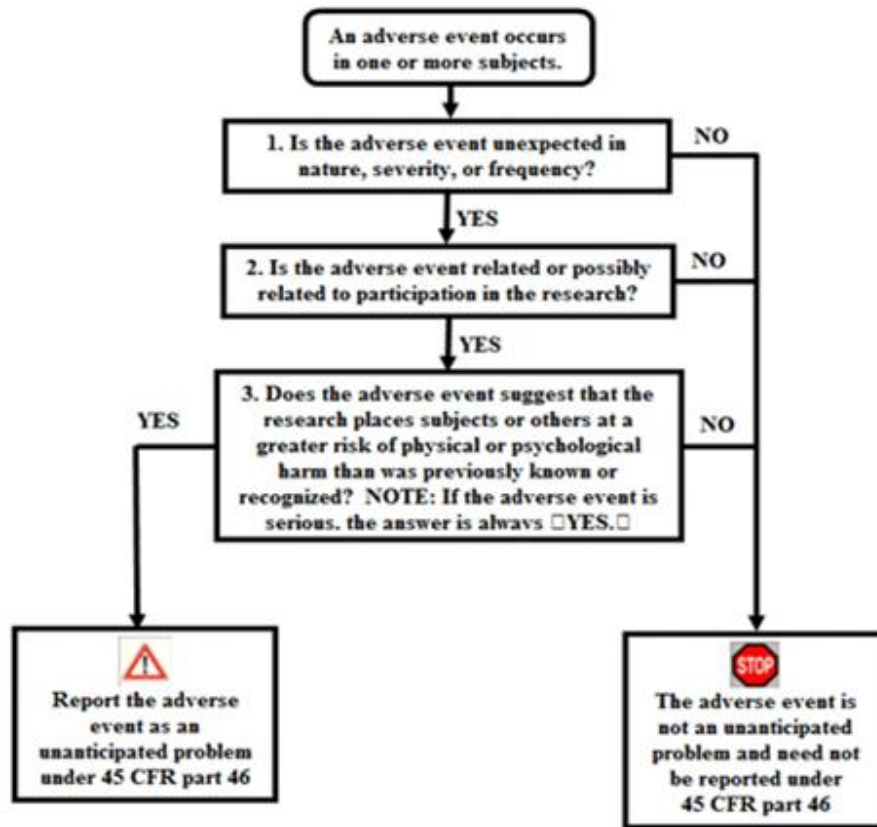 An adverse event occurs
in one or more subjects.
1. Is the adverse event unexpected in
nature, severity, or frequency?
NO
YES
2. Is the adverse event related or possibly
related to participation in the research?
NO
YES
3. Does the adverse event suggest that the
research places subjects or others at a
greater risk of physical or psychological
harm than was previously known or
recognized? NOTE: If the adverse event is
serious, the answer is always □YES.□
YES
NO
Report the adverse
event as an
unanticipated problem
under 45 CFR part 46
STOP
The adverse event is
not an unanticipated
problem and need not
be reported under
45 CFR part 46